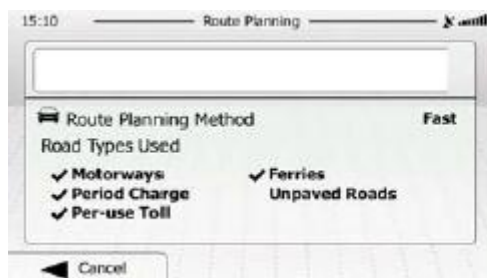 15:10 Route Planning
Route Planning Method Fast
Road Types Used
Motorways Ferries
Period Charge Unpaved Roads
Per-use Toll
Cancel